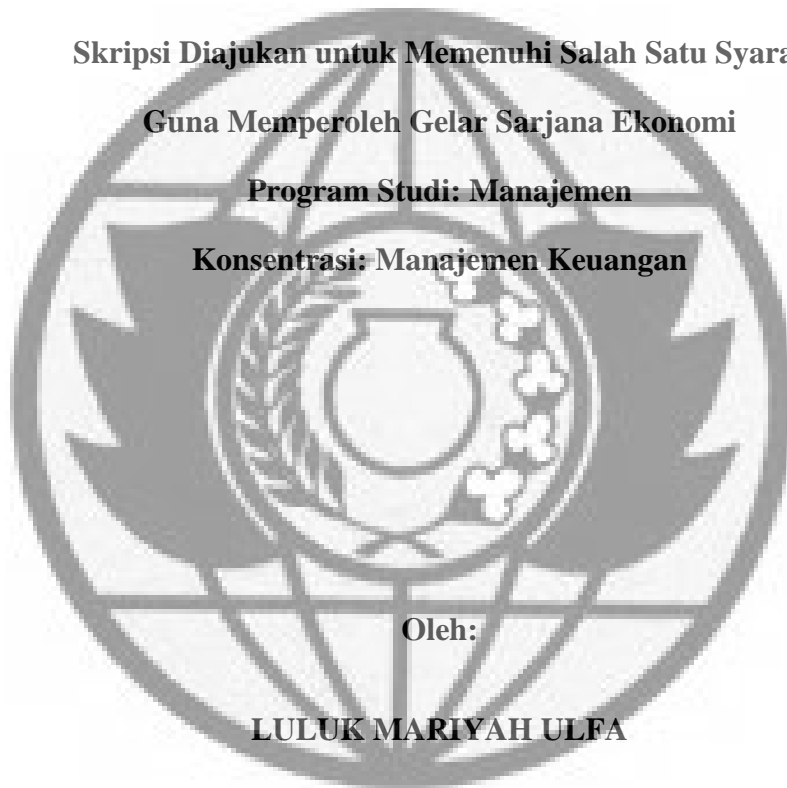 Skripsi Diajukan untuk Memenuhi Salah Satu Syara
Guna Memperoleh Gelar Sarjana Ekonomi
Program Studi: Manajemen
Konsentrasi: Manajemen Keuangan
Oleh:
LULUK MARIYAH ULFA